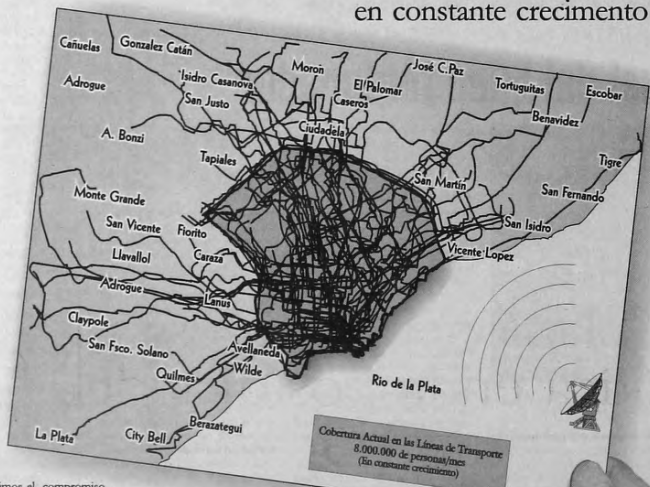 en constante crecimento
Cañuelas
Gonzalez Catán
Moron
José C. Paz
Adrogue
Isidro Casanova
El Palomar
Tortuguitas
Escobar
San Justo
Caseros
Benavidez
A. Bonzi
Ciudadela
Tapiales
Tigre
San Martín
San Fernando
Monte Grande
San Vicente
Fiorito
San Isidro
Llavallol
Caraza
Vicente Lopez
Adrogue
Lanus
Claypole
San Fsco. Solano
Avellaneda
Quilmes
Wilde
Rio de la Plata
Berazategui
La Plata
City Bell
Cobertura Actual en las Líneas de Transporte
8.000.000 de personas/mes
(En constante crecimiento)
el compromiso